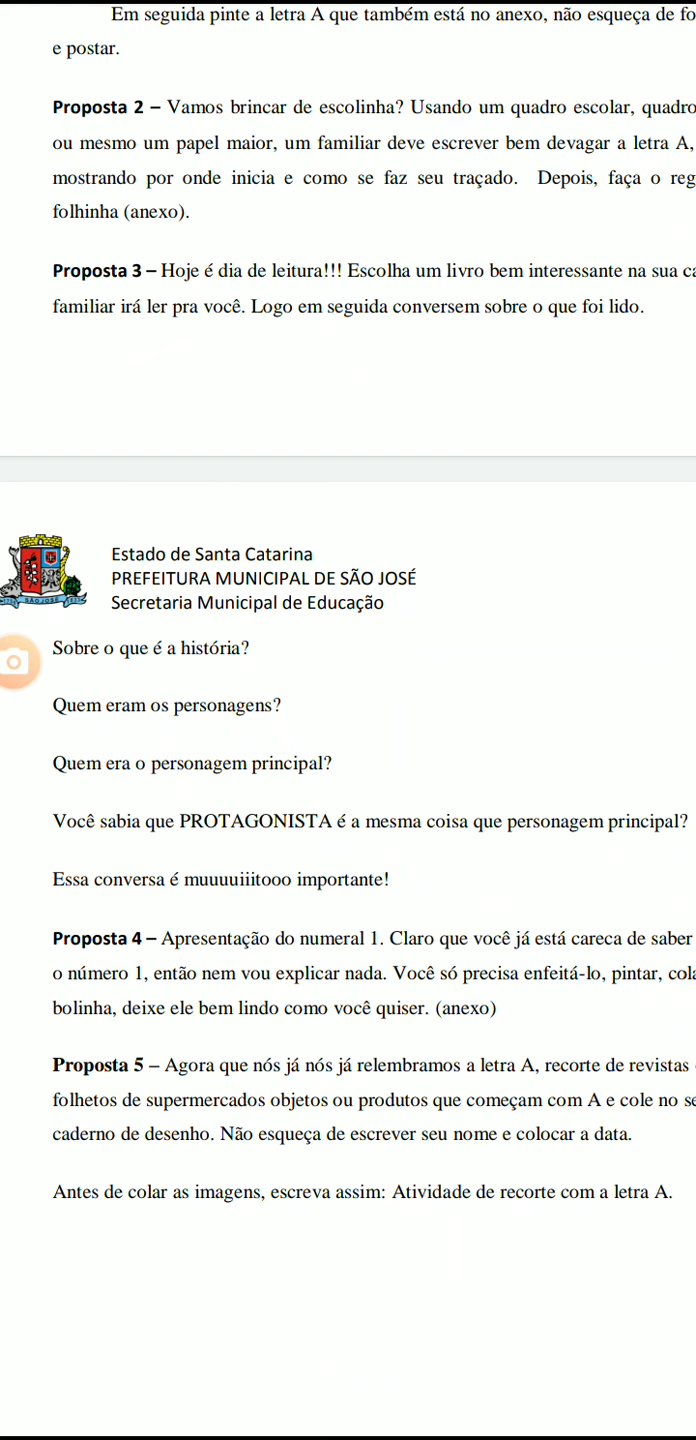 Em seguida pinte a letra A que também está no anexo, não esqueça de fo
e postar.
Proposta 2 – Vamos brincar de escolinha? Usando um quadro escolar, quadro
ou mesmo um papel maior, um familiar deve escrever bem devagar a letra A,
mostrando por onde inicia e como se faz seu traçado. Depois, faça o reg
folhinha (anexo).
Proposta 3 – Hoje é dia de leitura!!! Escolha um livro bem interessante na sua ca
familiar irá ler pra você. Logo em seguida conversem sobre o que foi lido.
Estado de Santa Catarina
PREFEITURA MUNICIPAL DE SÃO JOSÉ
Secretaria Municipal de Educação
SÃO JOSÉ
Sobre o que é a história?
Quem eram os personagens?
Quem era o personagem principal?
Você sabia que PROTAGONISTA é a mesma coisa que personagem principal?
Essa conversa é muuuuiiitooo importante!
Proposta 4 – Apresentação do numeral 1. Claro que você já está careca de saber
o número 1, então nem vou explicar nada. Você só precisa enfeitá-lo, pintar, cola
bolinha, deixe ele bem lindo como você quiser. (anexo)
Proposta 5 – Agora que nós já nós já relembramos a letra A, recorte de revistas
folhetos de supermercados objetos ou produtos que começam com A e cole no se
caderno de desenho. Não esqueça de escrever seu nome e colocar a data.
Antes de colar as imagens, escreva assim: Atividade de recorte com a letra A.